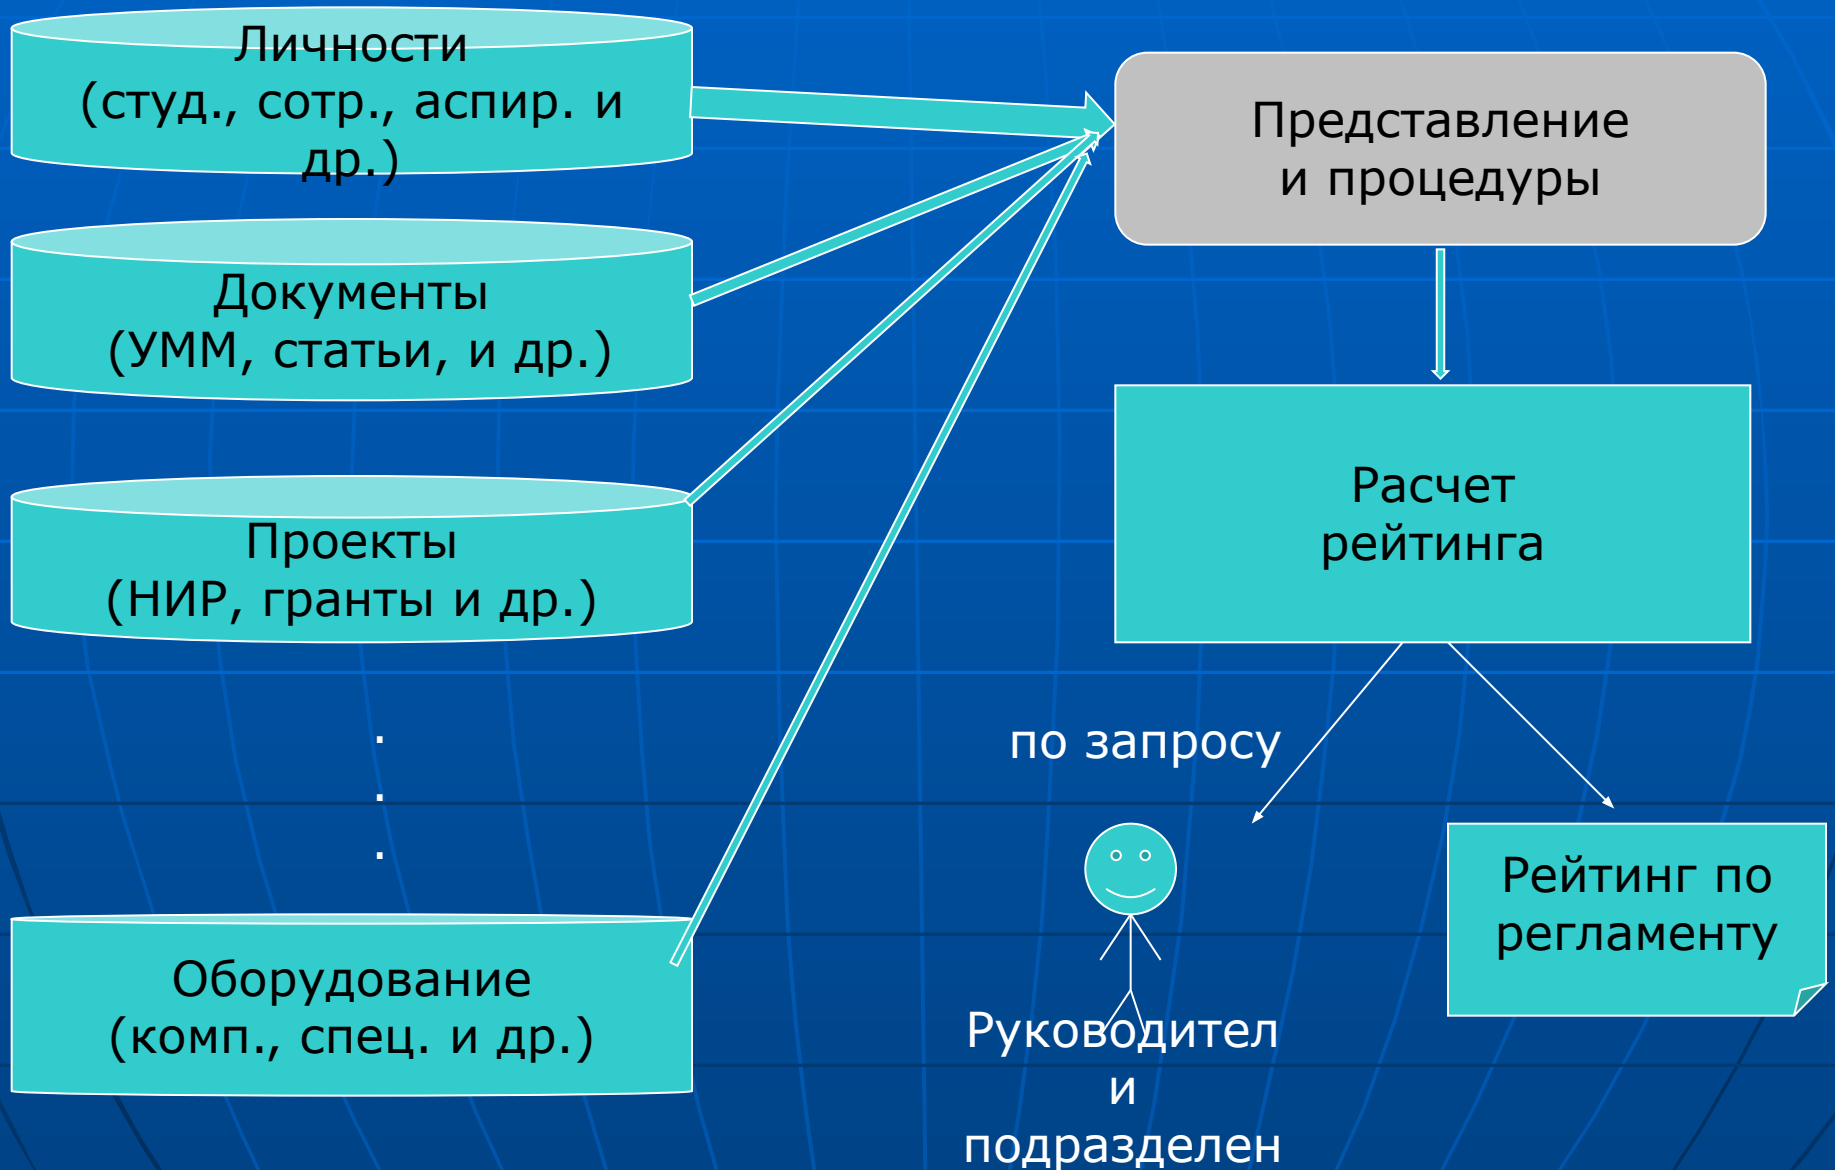 Личности
(студ., сотр., аспир. и
др.)
Документы
(УММ, статьи, и др.)
Проекты
(НИР, гранты и др.)
.
.
.
Оборудование
(комп., спец. и др.)
Представление
и процедуры
Расчет
рейтинга
по запросу
Руководител
и
подразделен
Рейтинг по
регламенту